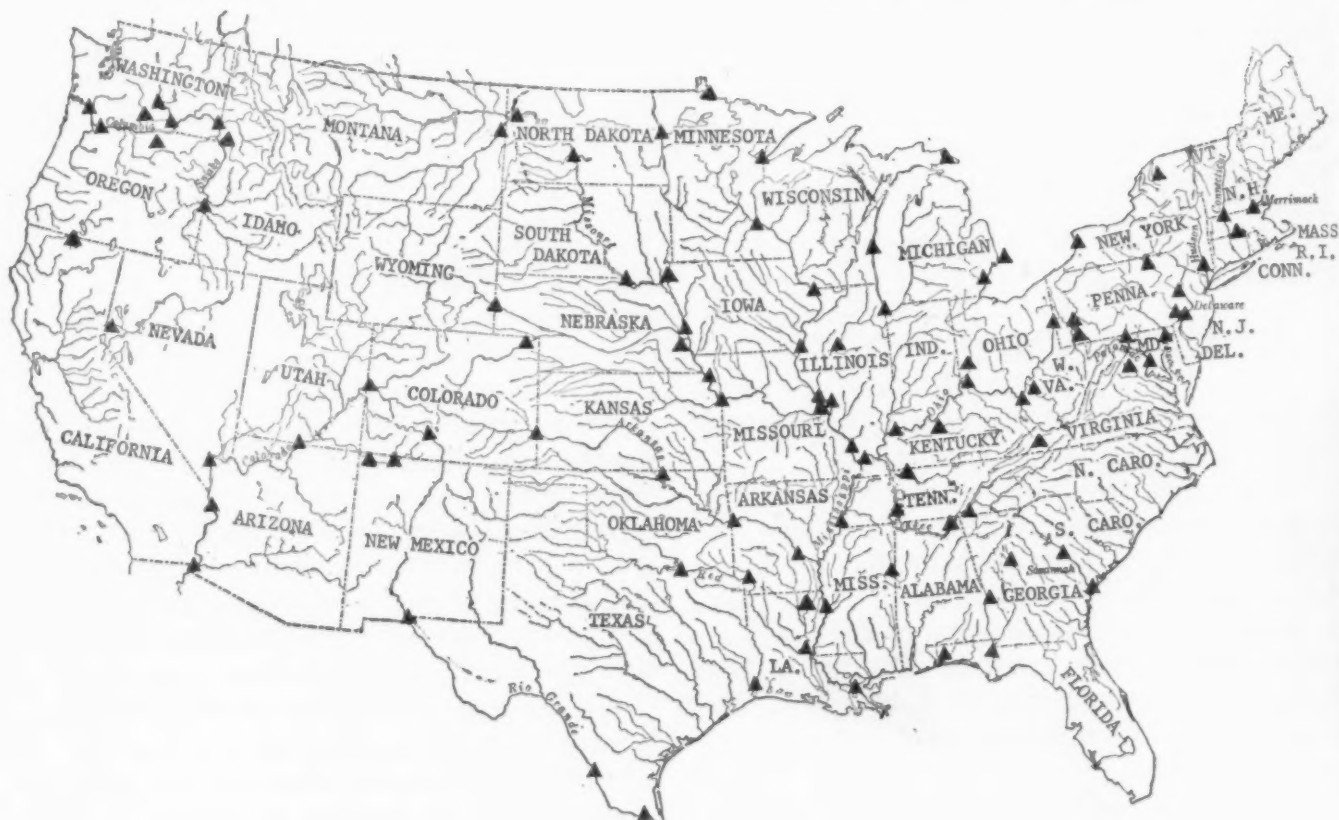 WASHINGTON
Columbia
OREGON
Snake
IDAMO
MONTANA
NORTH DAKOTA
MINNESOTA
Missouri
SOUTH
DAKOTA
WYOMING
WISCONSIN
MICHIGAN
NEW YORK
VT.
ME.
N.H.
Connecticut
Merrimack
Hudson
MASS
R.I.
CONN.
NEVADA
UTAH
NEBRASKA
IOWA
ILLINOIS
IND.
OHIO
PENNA.
Delaware
N.J.
MD.
DEL.
W.
VA.
Ohio
CALIFORNIA
Colorado
COLORADO
KANSAS
Arkansas
MISSOURI
Mississippi
KENTUCKY
VIRGINIA
N. CARO.
TENN.
ARIZONA
NEW MEXICO
OKLAHOMA
ARKANSAS
S. CARO.
Savannah
Red
TEXAS
MISS.
ALABAMA
GEORGIA
LA.
FLORIDA
Rio Grande